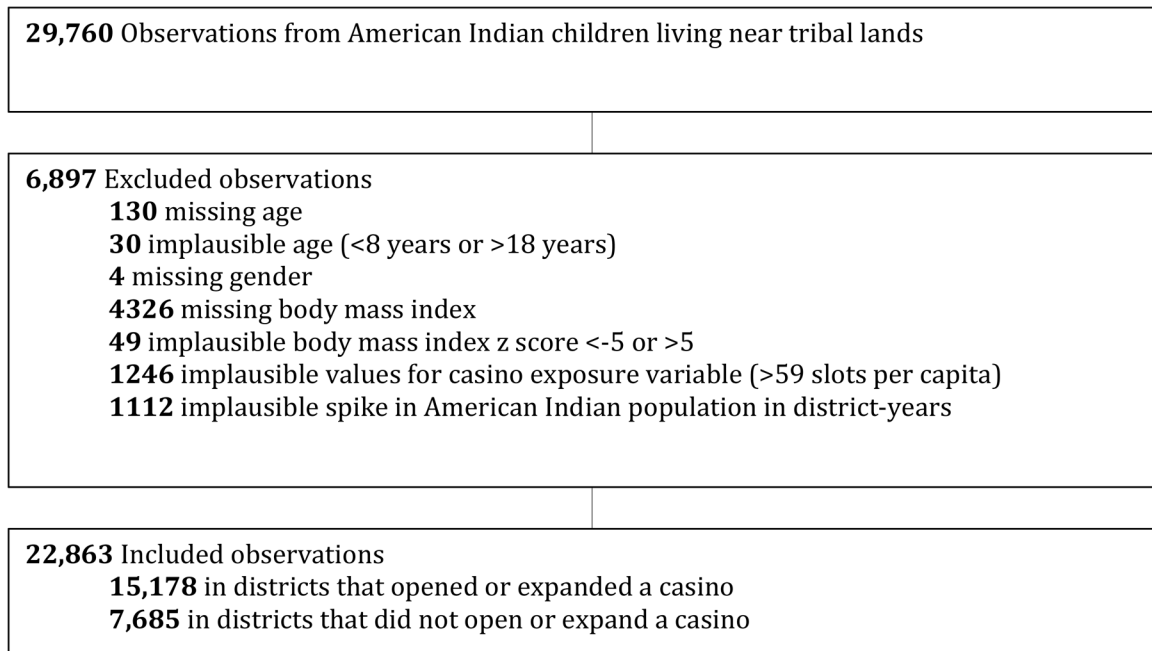 29,760 Observations from American Indian children living near tribal lands
6,897 Excluded observations
130 missing age
30 implausible age (<8 years or >18 years)
4 missing gender
4326 missing body mass index
49 implausible body mass index z score <-5 or >5
1246 implausible values for casino exposure variable (>59 slots per capita)
1112 implausible spike in American Indian population in district-years
22,863 Included observations
15,178 in districts that opened or expanded a casino
7,685 in districts that did not open or expand a casino